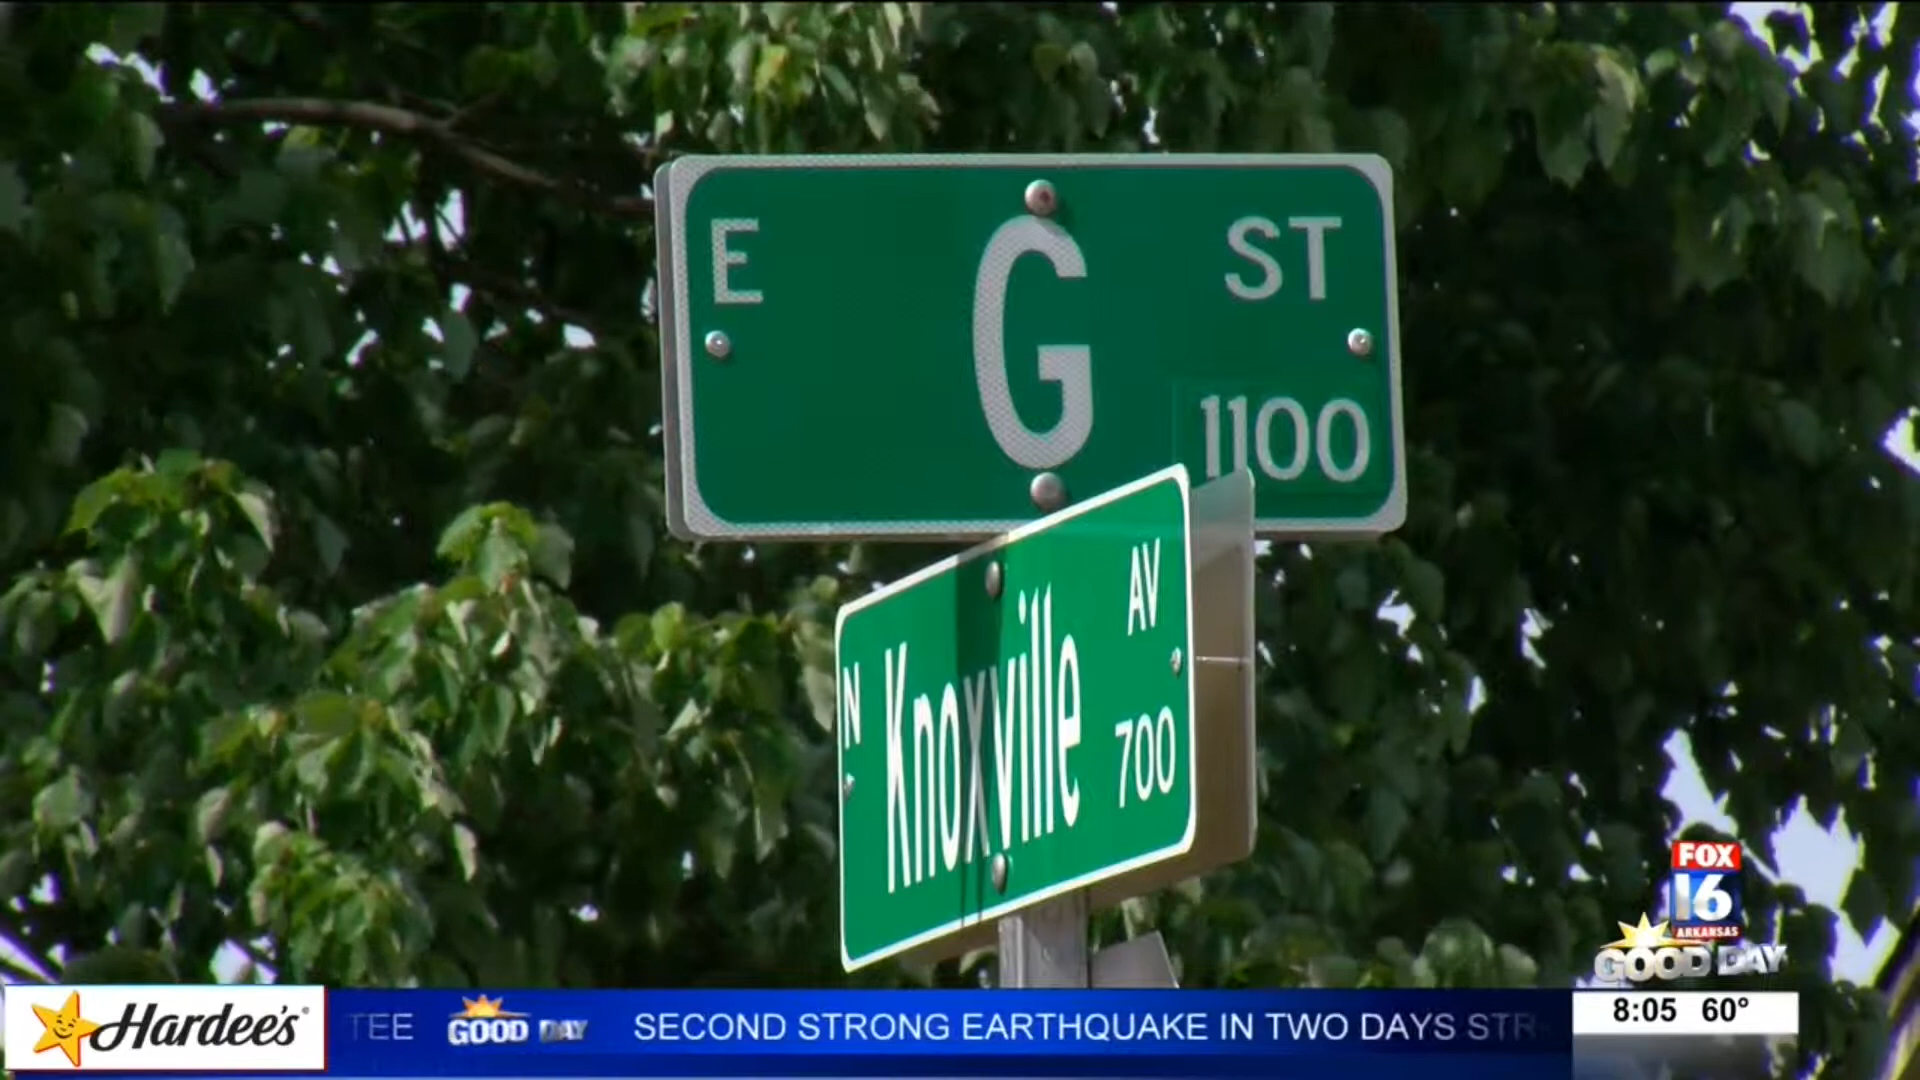 E G ST
1100
AV
N Knoxville
700
FOX
16
ARKANSAS
GOOD DAY
Hardee's®
TEE GOOD DAY SECOND STRONG EARTHQUAKE IN TWO DAYS STR
8:05 60°